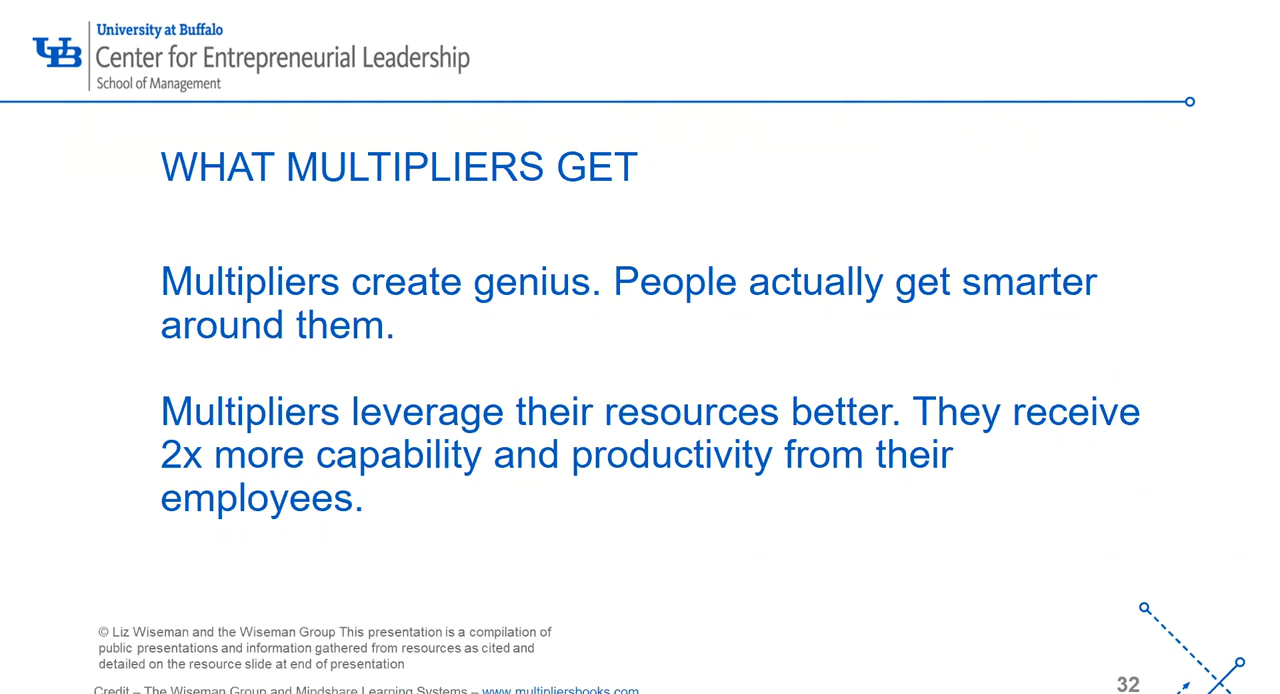 University at Buffalo
UB
Center for Entrepreneurial Leadership
School of Management
WHAT MULTIPLIERS GET
Multipliers create genius. People actually get smarter
around them.
Multipliers leverage their resources better. They receive
2x more capability and productivity from their
employees.
© Liz Wiseman and the Wiseman Group This presentation is a compilation of
public presentations and information gathered from resources as cited and
detailed on the resource slide at end of presentation
Credit – The Wiseman Group and Mindshare Learning Systems – www.multipliersbooks.com
32